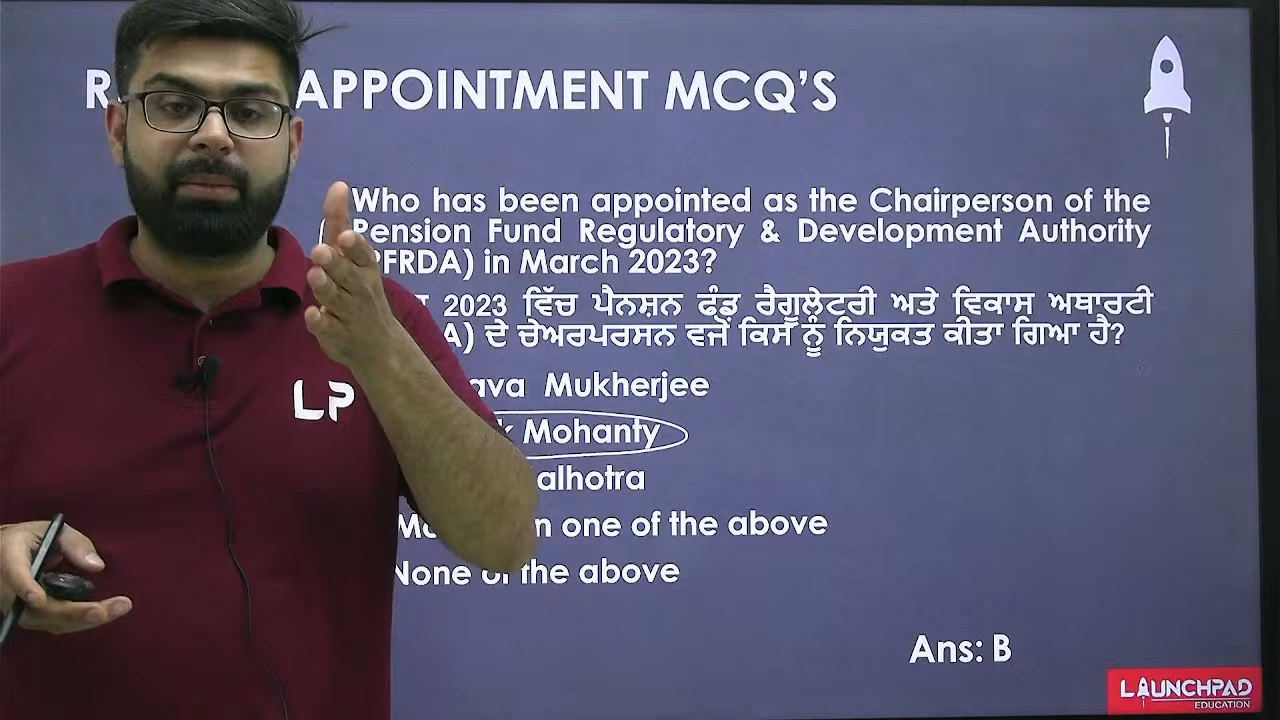 APPOINTMENT MCQ'S
Who has been appointed as the Chairperson of the
Pension Fund Regulatory & Development Authority
PFRDA) in March 2023?
2023 ਵਿੱਚ ਪੈਨਸ਼ਨ ਫੰਡ ਰੈਗੂਲੇਟਰੀ ਅਤੇ ਵਿਕਾਸ ਅਥਾਰਟੀ
A) ਦੇ ਚੇਅਰਪਰਸਨ ਵਜੋਂ ਕਿਸ ਨੂੰ ਨਿਯੁਕਤ ਕੀਤਾ ਗਿਆ ਹੈ?
Mukherjee
Mohanty
alhotra
one of the above
None of the above
Ans: B
LP
LAUNCHPAD
EDUCATION